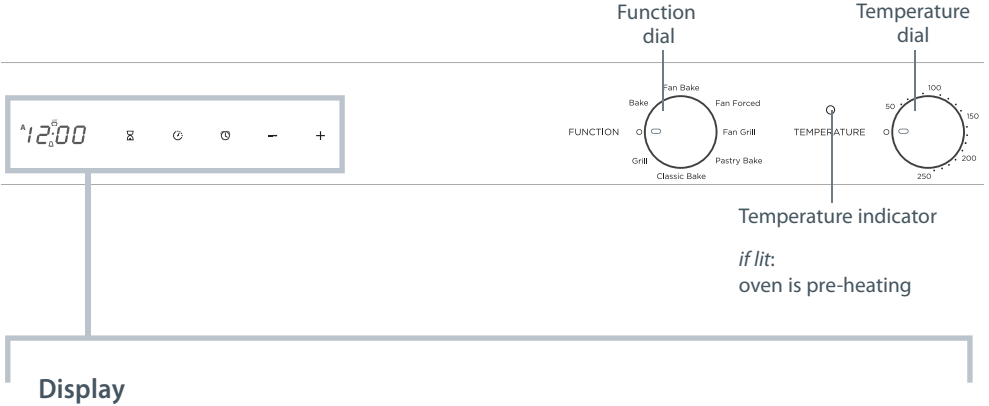 Function
dial
Temperature
dial
A 12:00
− +
FUNCTION
Bake
Fan Bake
Fan Forced
Fan Grill
Pastry Bake
Classic Bake
Grill
TEMPERATURE
50
100
150
200
250
Temperature indicator
if lit:
oven is pre-heating
Display